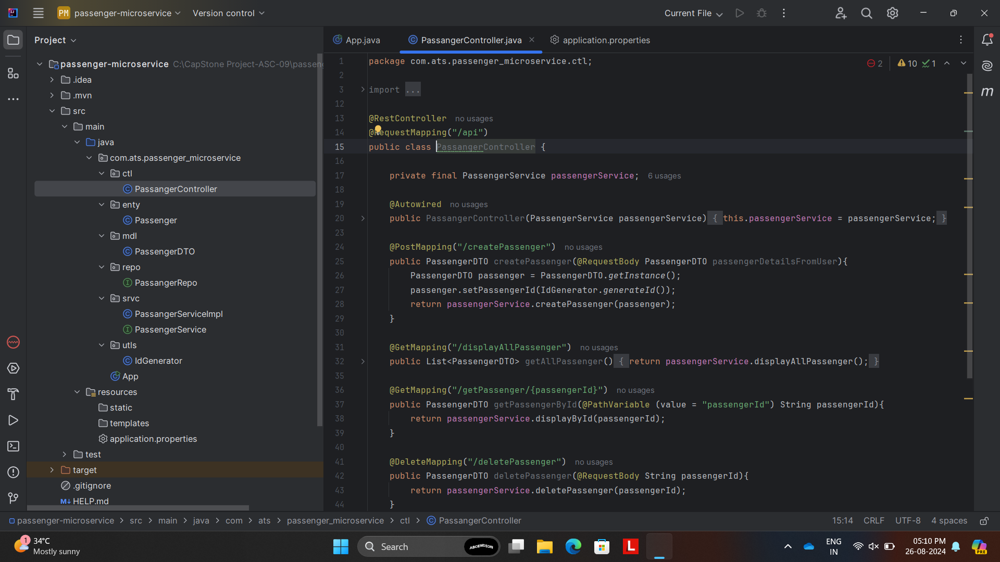 PM passenger-microservice Version control Current File
Project
App.java PassangerController.java application.properties
passenger-microservice C:\CapStone Project-ASC-09\passen
.idea
.mvn
src
main
java
com.ats.passenger_microservice
ctl
PassangerController
enty
Passenger
mdl
PassengerDTO
repo
PassangerRepo
srvc
PassangerServiceImpl
PassengerService
utls
IdGenerator
App
resources
static
templates
application.properties
test
target
.gitignore
M↓ HELP.md
2 10 1
1 package com.ats.passenger_microservice.ctl;
2
3 import ...
12
13 @RestController no usages
14 @RequestMapping("/api")
15 public class PassangerController {
16
17 private final PassengerService passengerService; 6 usages
18
19 @Autowired no usages
20 public PassangerController(PassengerService passengerService) { this.passengerService = passengerService; }
23
24 @PostMapping("/createPassenger") no usages
25 public PassengerDTO createPassenger(@RequestBody PassengerDTO passengerDetailsFromUser){
26 PassengerDTO passenger = PassengerDTO.getInstance();
27 passenger.setPassengerId(IdGenerator.generateId());
28 return passengerService.createPassenger(passenger);
29 }
30
31 @GetMapping("/displayAllPassenger") no usages
32 public List<PassengerDTO> getAllPassenger() { return passengerService.displayAllPassenger(); }
35
36 @GetMapping("/getPassenger/{passengerId}") no usages
37 public PassengerDTO getPassengerById(@PathVariable (value = "passengerId") String passengerId){
38 return passengerService.displayById(passengerId);
39 }
40
41 @DeleteMapping("/deletePassenger") no usages
42 public PassengerDTO deletePassenger(@RequestBody String passengerId){
43 return passengerService.deletePassenger(passengerId);
44 }
m
passenger-microservice > src > main > java > com > ats > passenger_microservice > ctl > PassangerController 15:14 CRLF UTF-8 4 spaces
1 34°C
Mostly sunny
Search
ASCENDION
L
ENG
IN
05:10 PM
26-08-2024
PRE